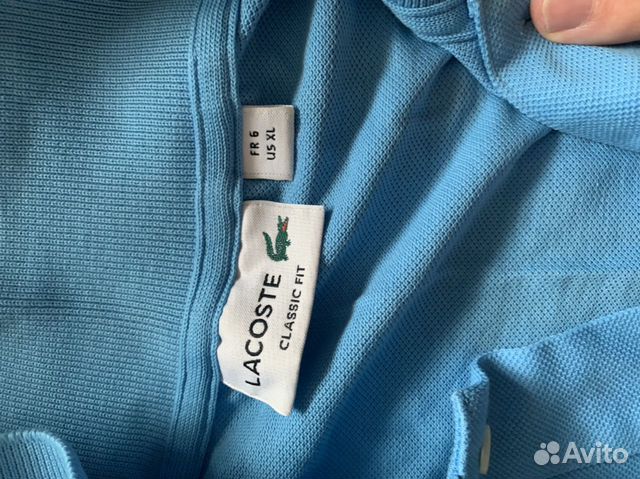 FR 6
US XL
LACOSTE
CLASSIC FIT
Avito